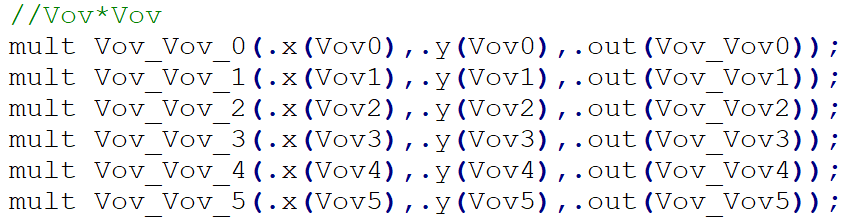 //Vov*Vov
mult Vov_Vov_0(.x(Vov0),.y(Vov0),.out(Vov_Vov0));
mult Vov_Vov_1(.x(Vov1),.y(Vov1),.out(Vov_Vov1));
mult Vov_Vov_2(.x(Vov2),.y(Vov2),.out(Vov_Vov2));
mult Vov_Vov_3(.x(Vov3),.y(Vov3),.out(Vov_Vov3));
mult Vov_Vov_4(.x(Vov4),.y(Vov4),.out(Vov_Vov4));
mult Vov_Vov_5(.x(Vov5),.y(Vov5),.out(Vov_Vov5));